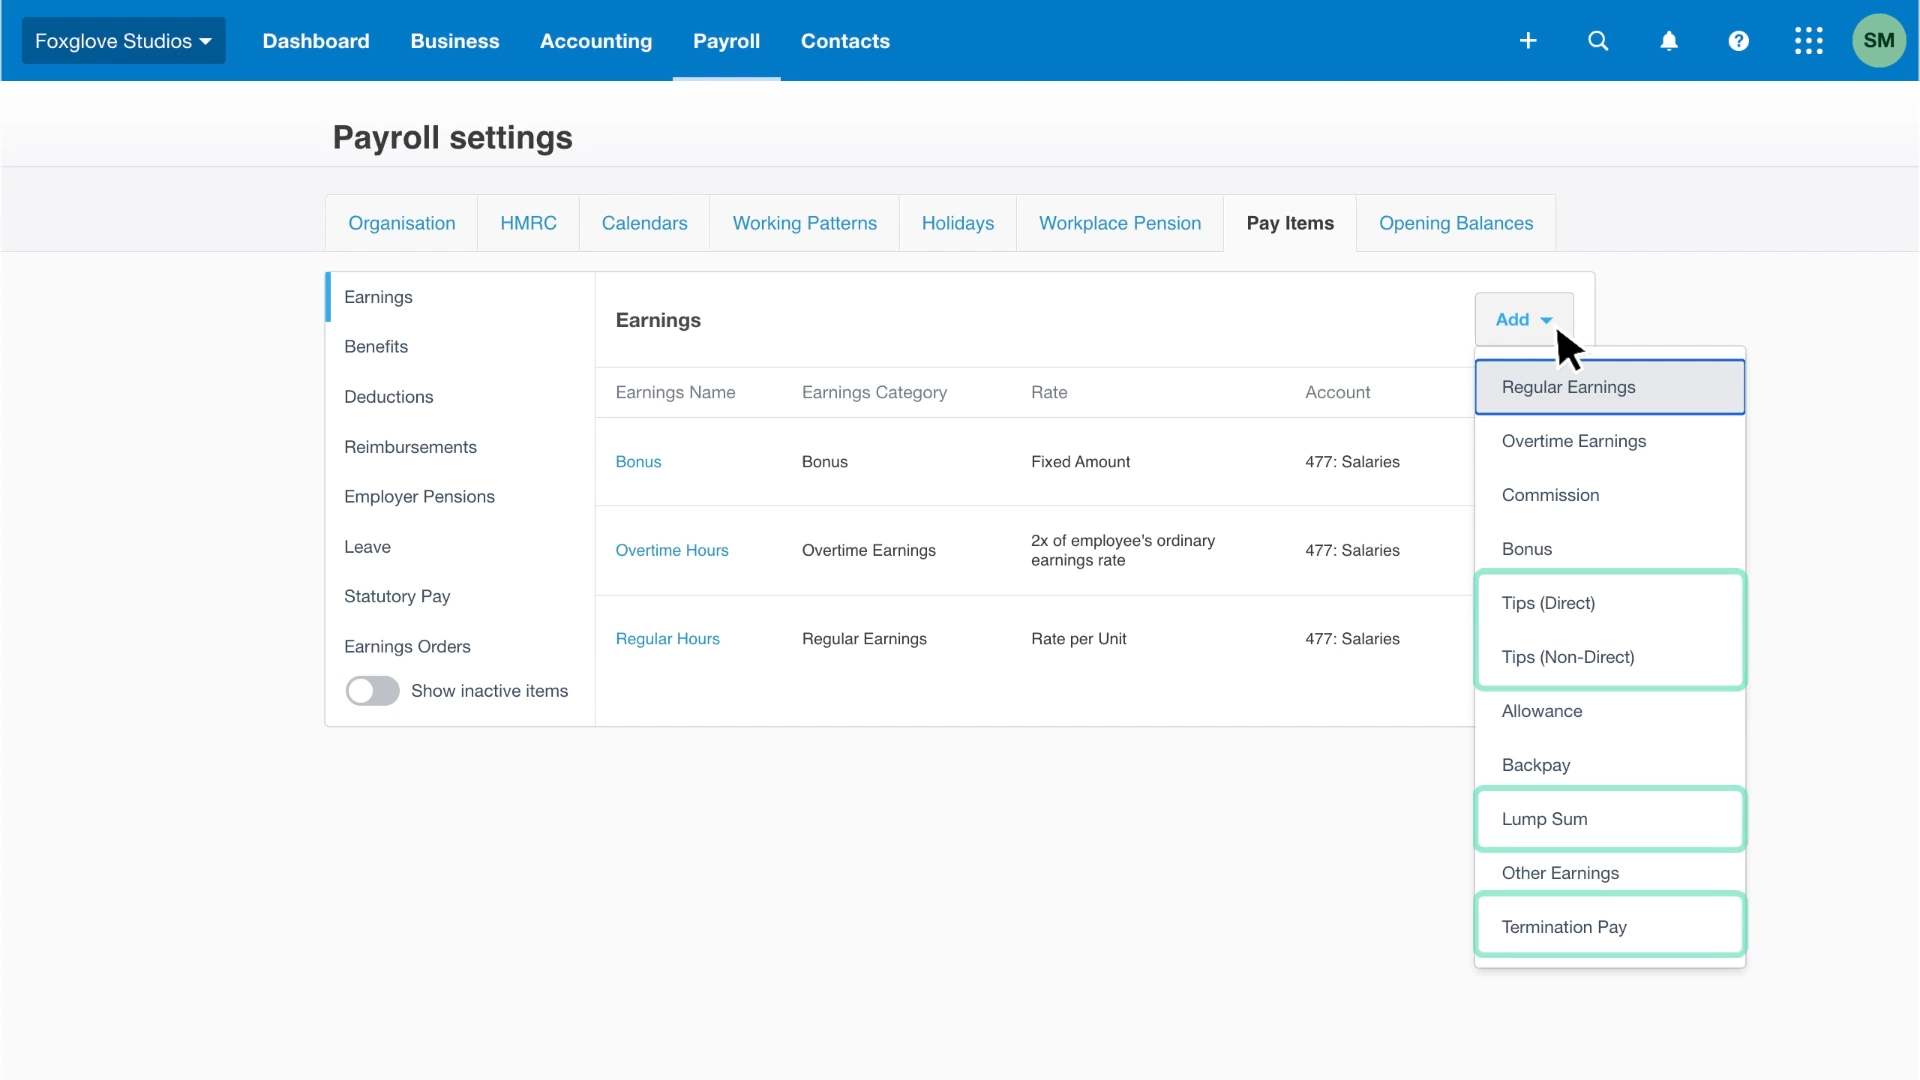 Foxglove Studios
Dashboard
Business
Accounting
Payroll
Contacts
SM
Payroll settings
Organisation
HMRC
Calendars
Working Patterns
Holidays
Workplace Pension
Pay Items
Opening Balances
Earnings
Benefits
Deductions
Reimbursements
Employer Pensions
Leave
Statutory Pay
Earnings Orders
Show inactive items
Earnings
Add
Earnings Name
Earnings Category
Rate
Account
Bonus
Bonus
Fixed Amount
477: Salaries
Overtime Hours
Overtime Earnings
2x of employee's ordinary
earnings rate
477: Salaries
Regular Hours
Regular Earnings
Rate per Unit
477: Salaries
Regular Earnings
Overtime Earnings
Commission
Bonus
Tips (Direct)
Tips (Non-Direct)
Allowance
Backpay
Lump Sum
Other Earnings
Termination Pay